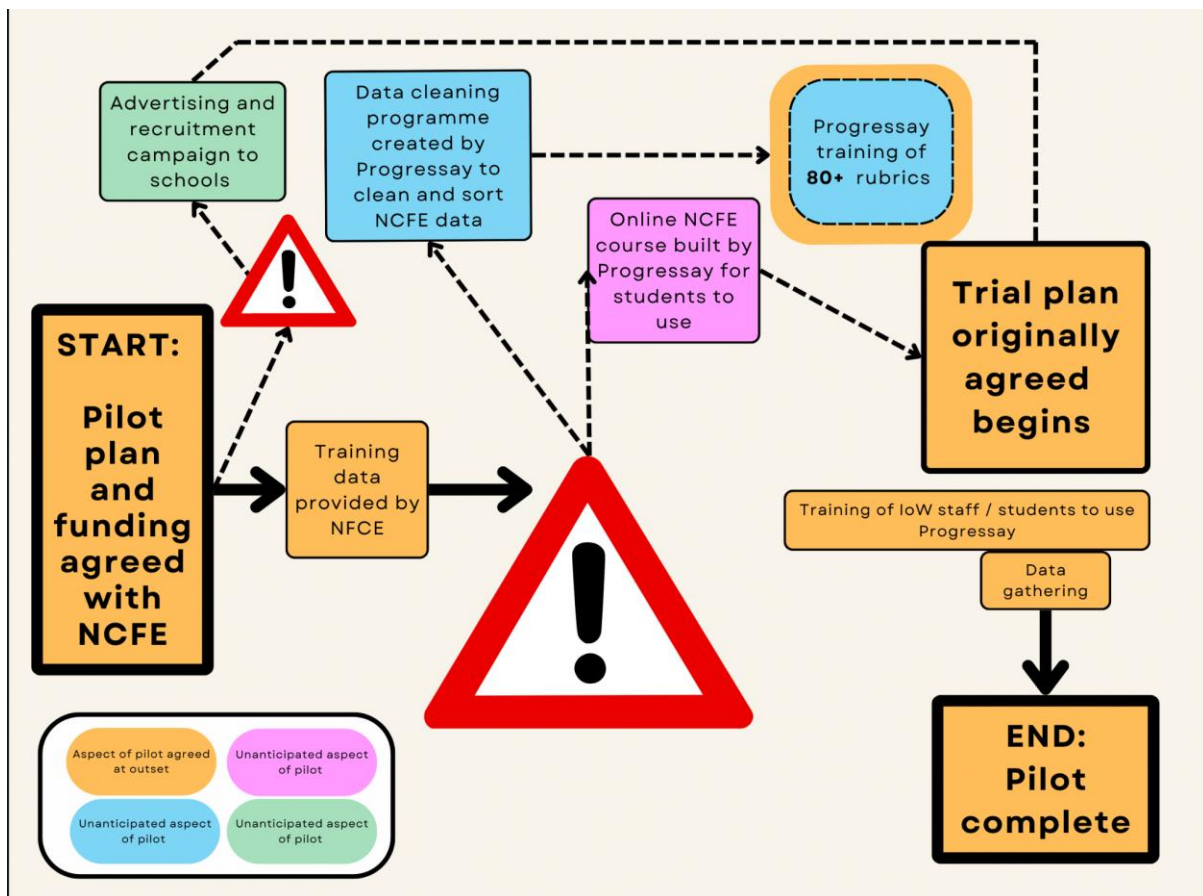 Advertising and
recruitment
campaign to
schools
Data cleaning
programme
created by
Progressay to
clean and sort
NCFE data
Progressay
training of
80+ rubrics
Online NCFE
course built by
Progressay for
students to
use
START:
Pilot
plan
and
funding
agreed
with
NCFE
Training
data
provided by
NFCE
Trial plan
originally
agreed
begins
Training of IoW staff / students to use
Progressay
Data
gathering
END:
Pilot
complete
Aspect of pilot agreed
at outset
Unanticipated aspect
of pilot
Unanticipated aspect
of pilot
Unanticipated aspect
of pilot